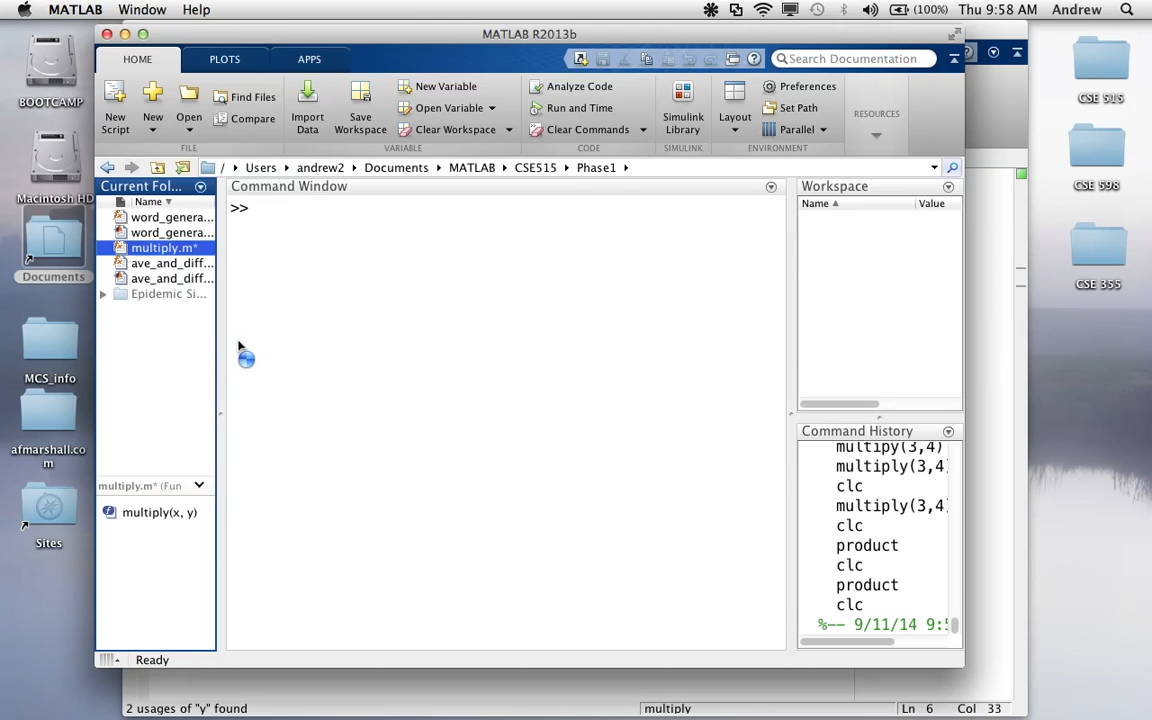 MATLAB Window Help (100%) Thu 9:58 AM Andrew
MATLAB R2013b
HOME PLOTS APPS Search Documentation
New Script
New
Open
Find Files
Compare
FILE
Import Data
Save Workspace
New Variable
Open Variable
Clear Workspace
VARIABLE
Analyze Code
Run and Time
Clear Commands
CODE
Simulink Library
SIMULINK
Layout
Preferences
Set Path
Parallel
ENVIRONMENT
RESOURCES
/ Users andrew2 Documents MATLAB CSE515 Phase1
Current Fol...
Name
word_genera...
word_genera...
multiply.m*
ave_and_diff...
ave_and_diff...
Epidemic Si...
multiply.m* (Fun
multiply(x, y)
Command Window
>>
Workspace
Name Value
Command History
multipy(3,4)
multiply(3,4)
clc
multiply(3,4)
clc
product
clc
product
clc
%-- 9/11/14 9:5
Ready
2 usages of "y" found multiply Ln 6 Col 33
BOOTCAMP
Macintosh HD
Documents
MCS_info
afmarshall.com
Sites
CSE 515
CSE 598
CSE 355